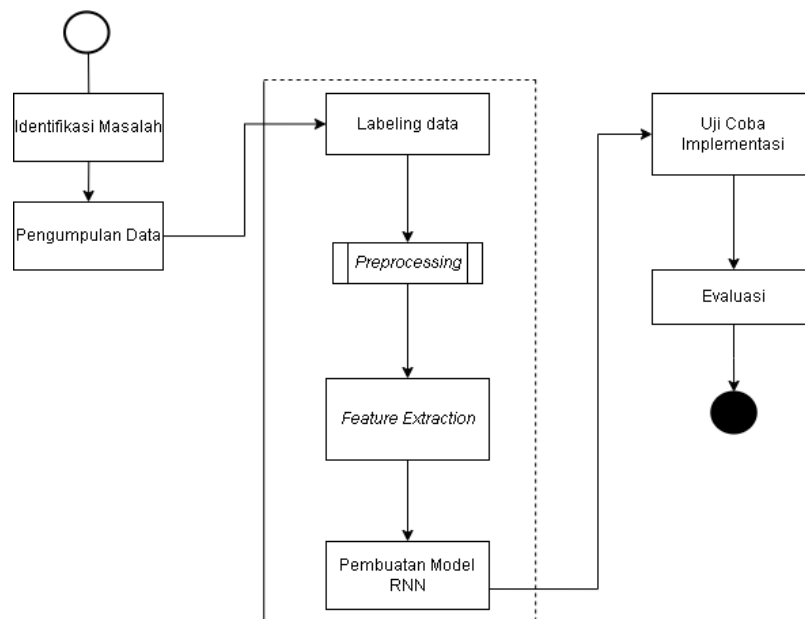 Identifikasi Masalah
Pengumpulan Data
Labeling data
Preprocessing
Feature Extraction
Pembuatan Model
RNN
Uji Coba
Implementasi
Evaluasi